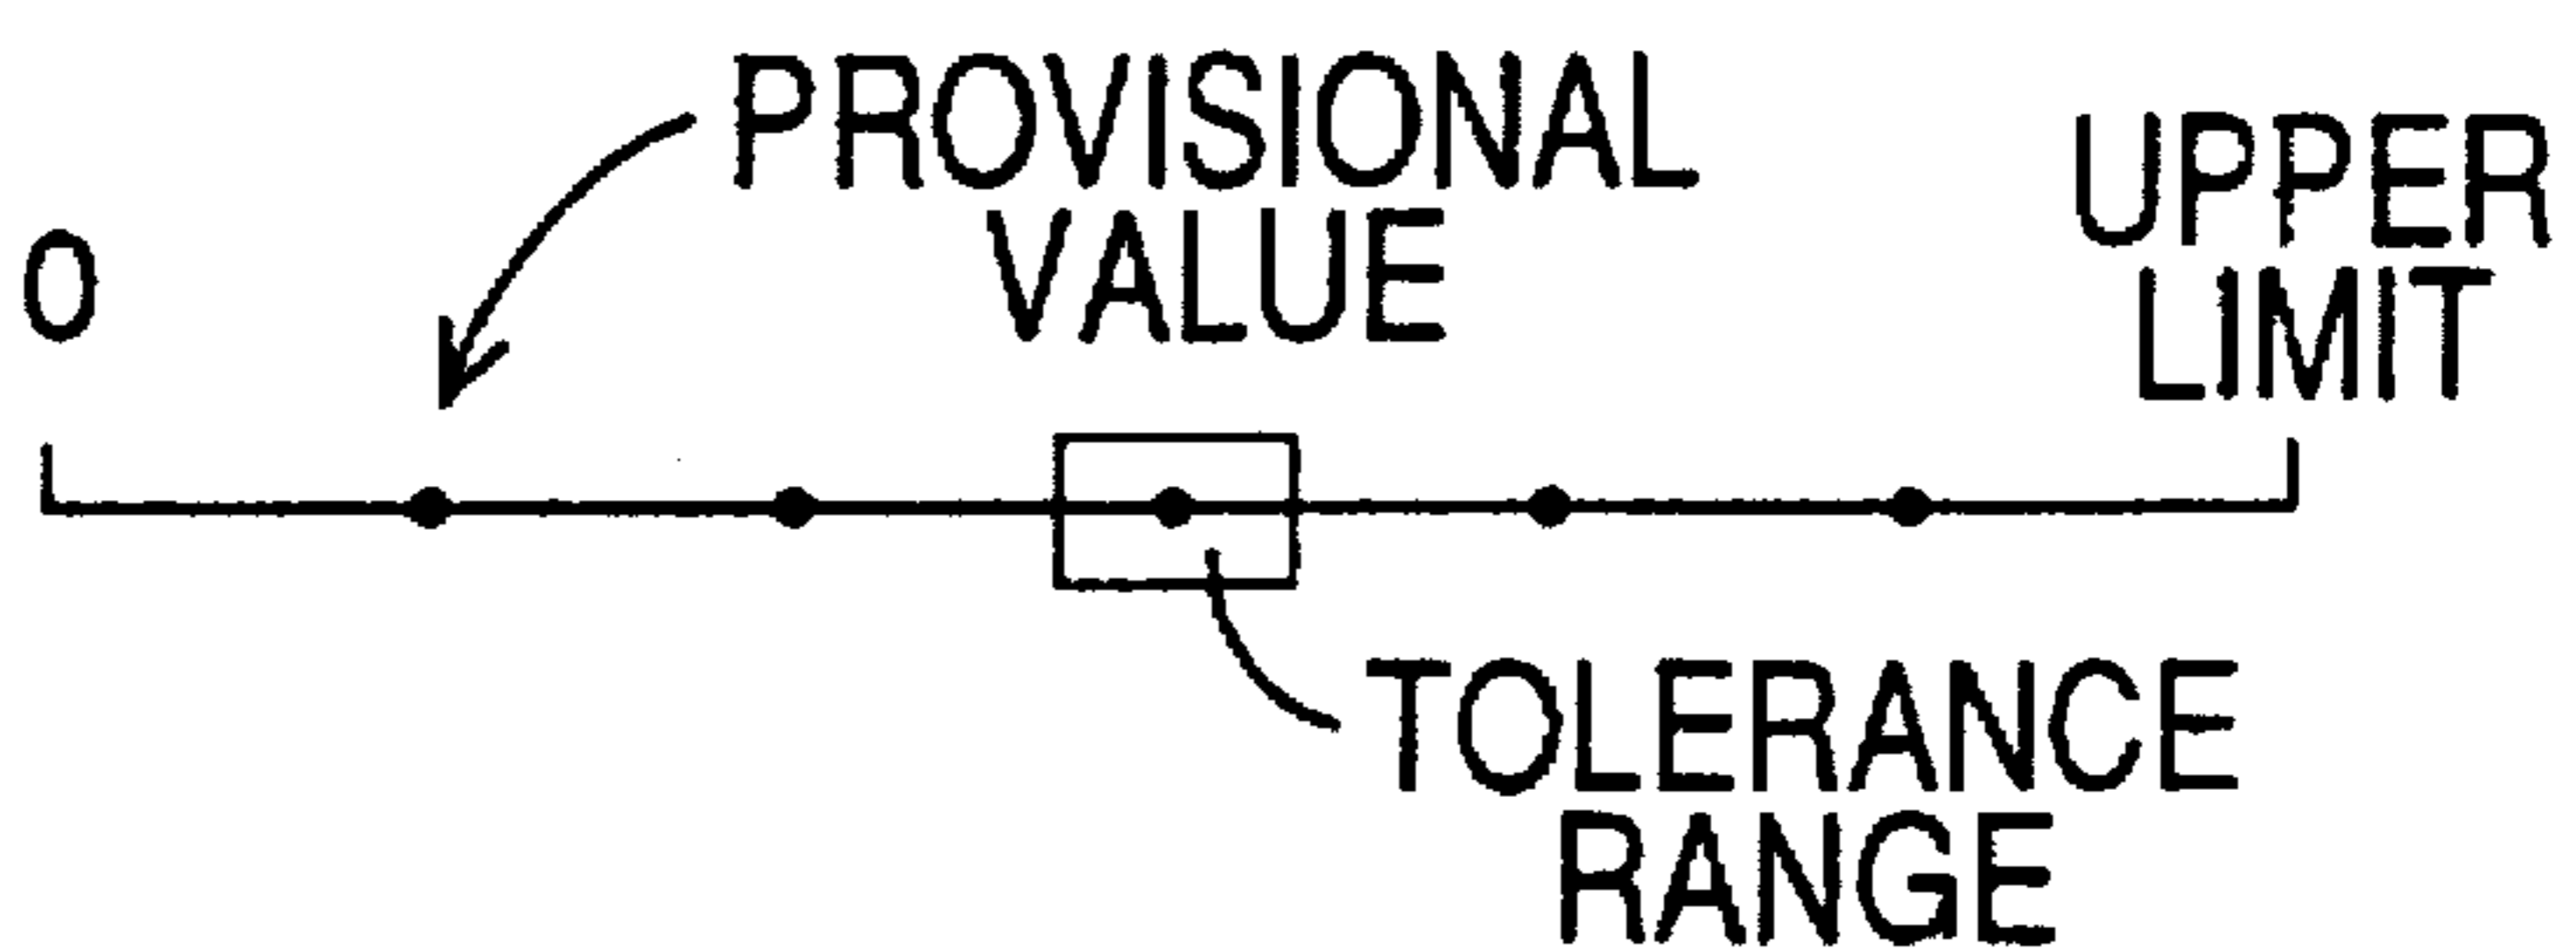 PROVISIONAL
VALUE
0
UPPER
LIMIT
TOLERANCE
RANGE